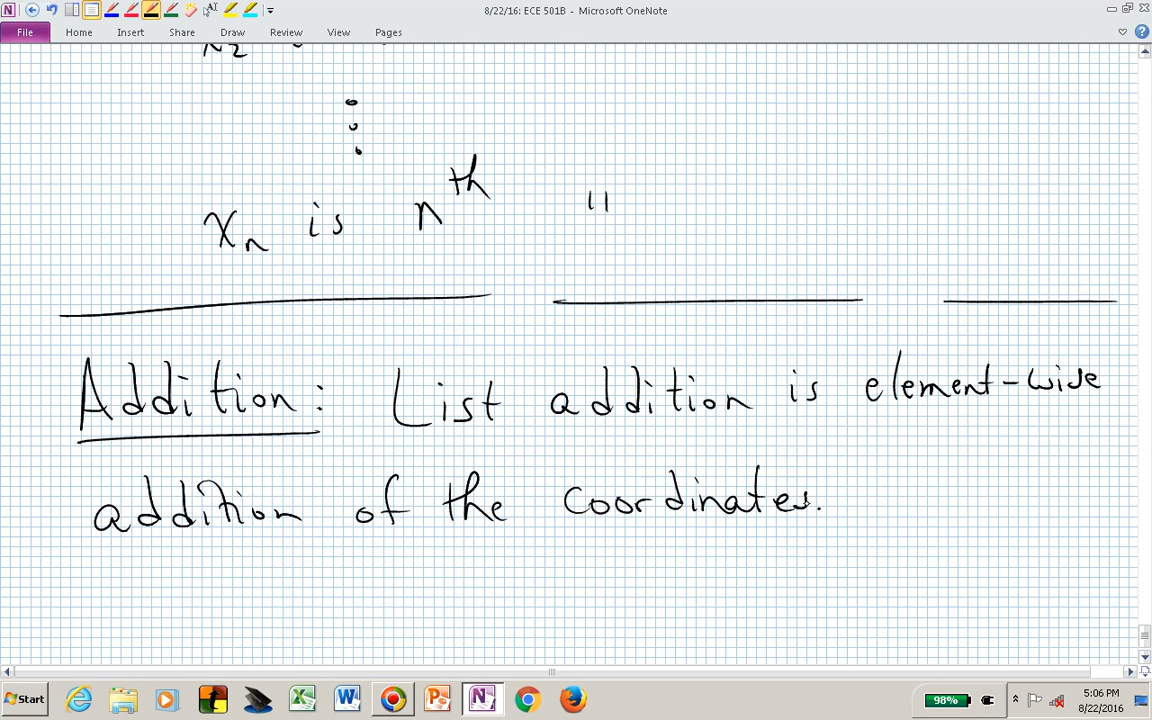 8/22/16: ECE 501B - Microsoft OneNote
File Home Insert Share Draw Review View Pages
xn is nth "
Addition: List addition is element-wise
addition of the coordinates.
Start
98%
5:06 PM
8/22/2016